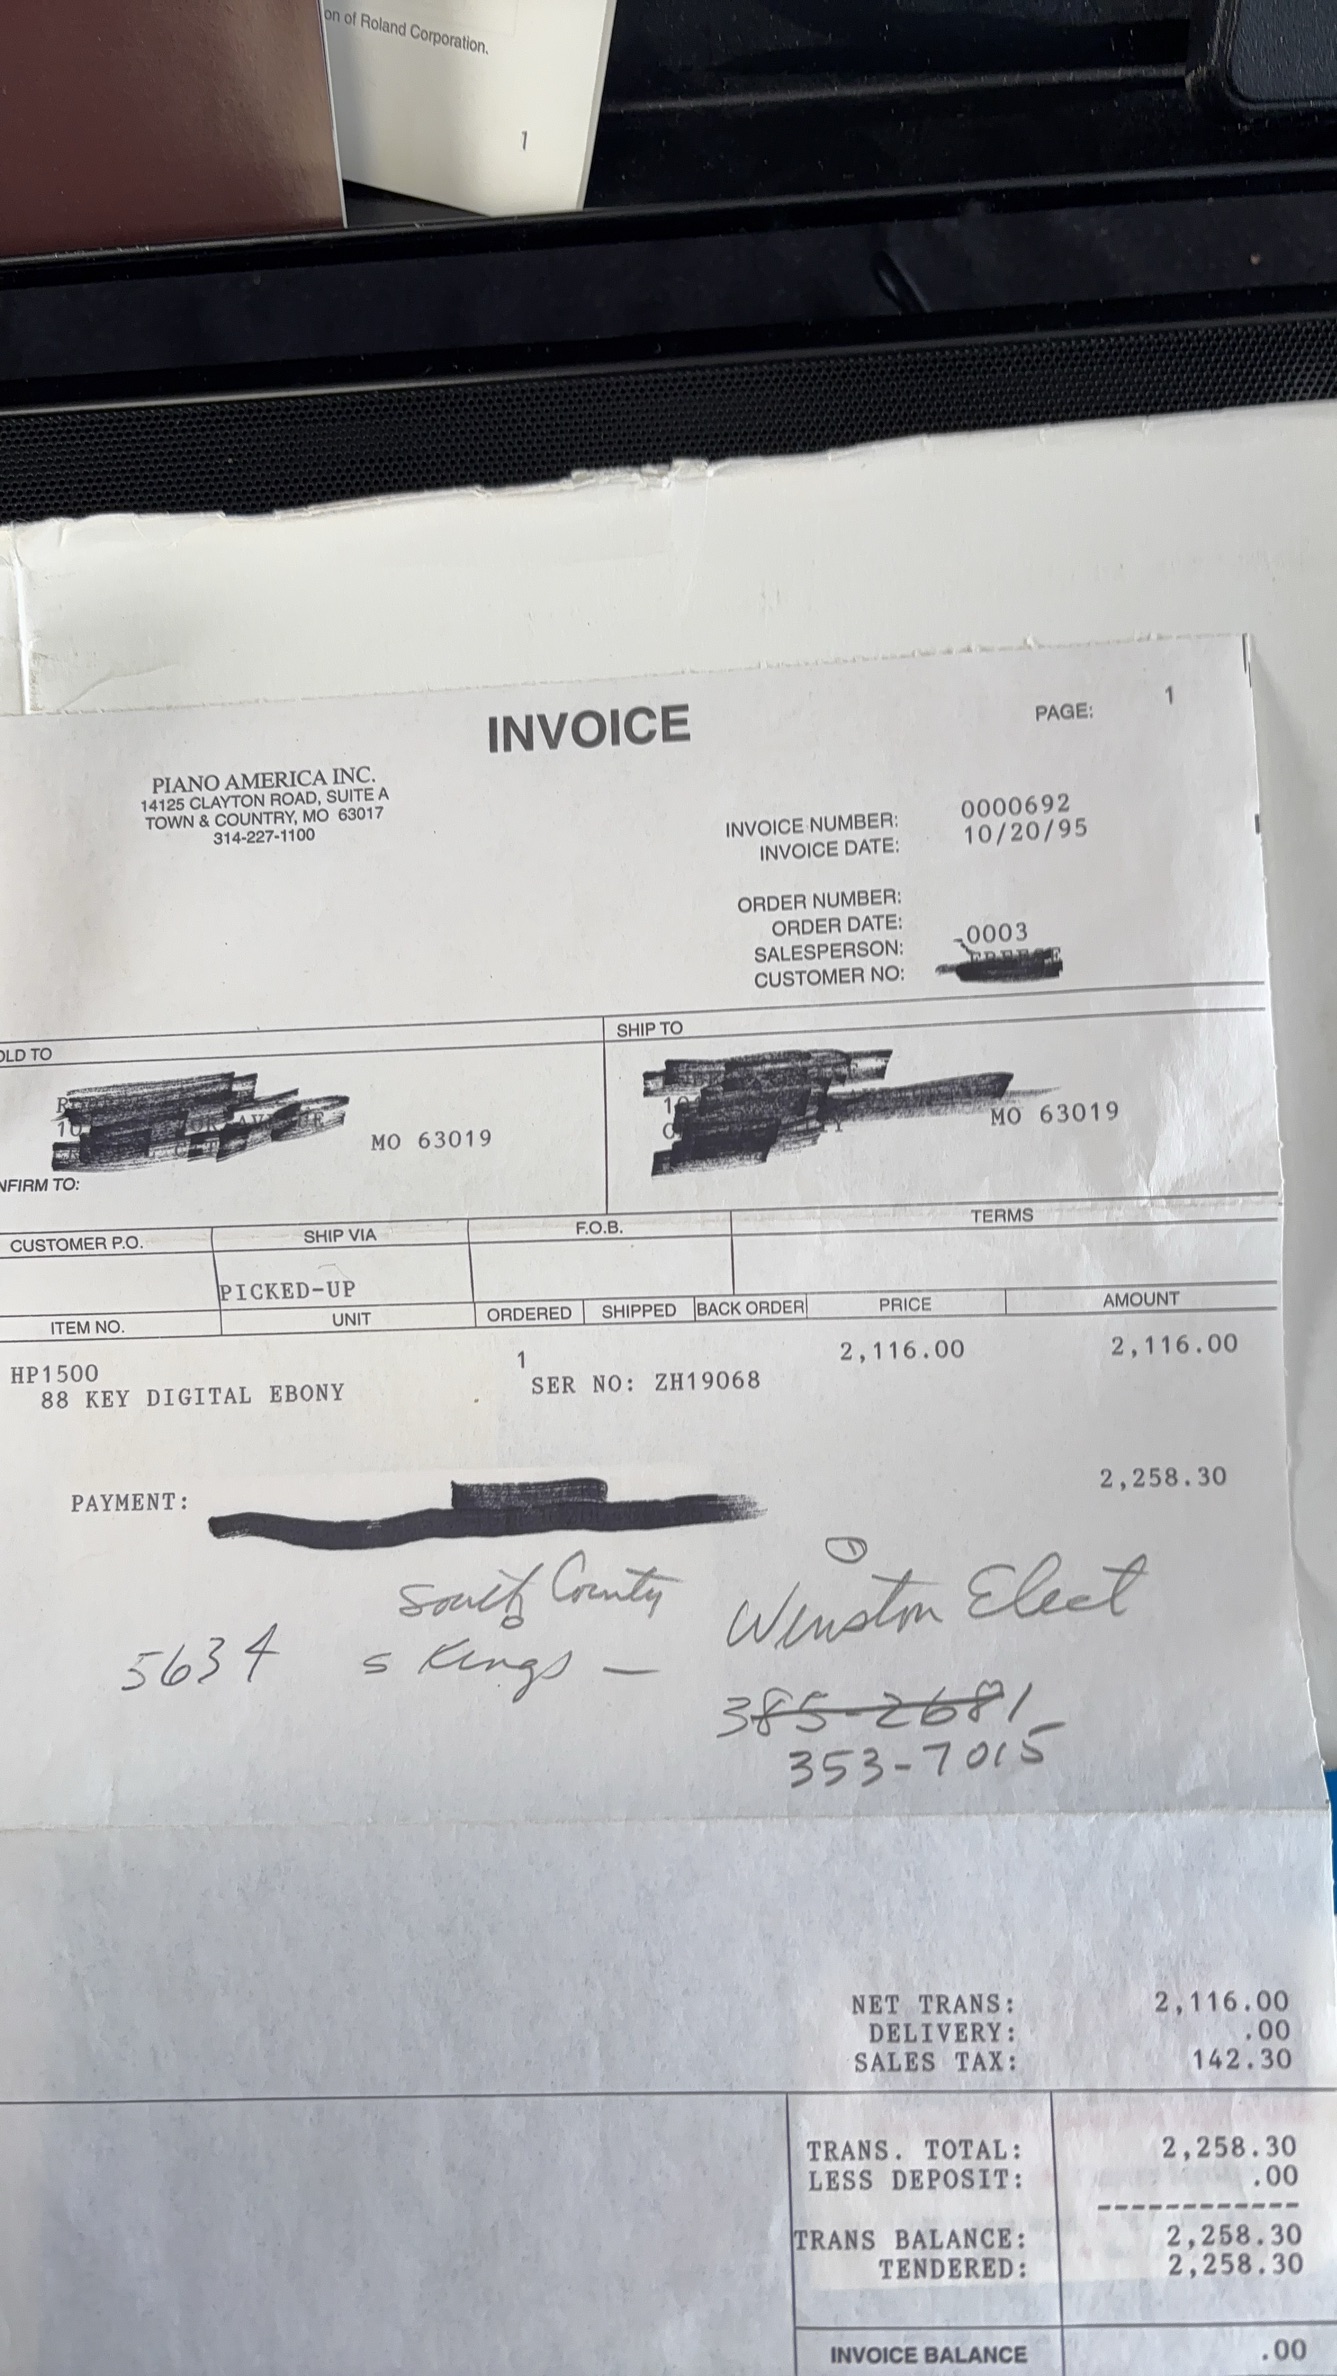 on of Roland Corporation.
1
INVOICE
PAGE: 1
PIANO AMERICA INC.
14125 CLAYTON ROAD, SUITE A
TOWN & COUNTRY, MO 63017
314-227-1100
INVOICE NUMBER: 0000692
INVOICE DATE: 10/20/95
ORDER NUMBER:
ORDER DATE:
SALESPERSON: -0003
CUSTOMER NO:
OLD TO
SHIP TO
MO 63019
MO 63019
NFIRM TO:
CUSTOMER P.O. SHIP VIA F.O.B. TERMS
PICKED-UP
ITEM NO. UNIT ORDERED SHIPPED BACK ORDER PRICE AMOUNT
HP1500 1 2,116.00 2,116.00
88 KEY DIGITAL EBONY SER NO: ZH19068
PAYMENT: 2,258.30
1
South County Winston Elect
5634 S Kings —
385-2681
353-7015
NET TRANS: 2,116.00
DELIVERY: .00
SALES TAX: 142.30
TRANS. TOTAL: 2,258.30
LESS DEPOSIT: .00
------------
TRANS BALANCE: 2,258.30
TENDERED: 2,258.30
INVOICE BALANCE .00